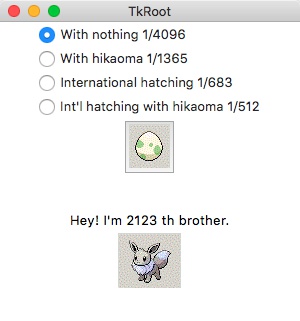 TkRoot
With nothing 1/4096
With hikaoma 1/1365
International hatching 1/683
Int'l hatching with hikaoma 1/512
Hey! I'm 2123 th brother.